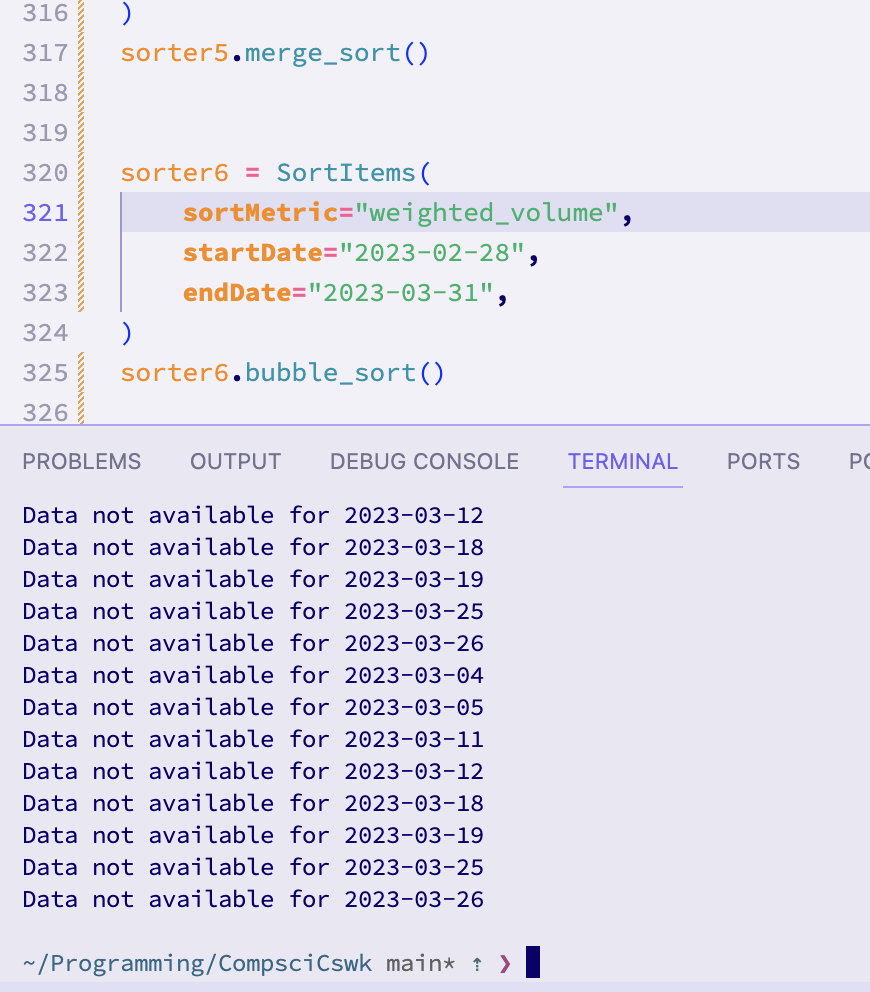 316 )
317 sorter5.merge_sort()
318
319
320 sorter6 = SortItems(
321 sortMetric="weighted_volume",
322 startDate="2023-02-28",
323 endDate="2023-03-31",
324 )
325 sorter6.bubble_sort()
326
PROBLEMS OUTPUT DEBUG CONSOLE TERMINAL PORTS
Data not available for 2023-03-12
Data not available for 2023-03-18
Data not available for 2023-03-19
Data not available for 2023-03-25
Data not available for 2023-03-26
Data not available for 2023-03-04
Data not available for 2023-03-05
Data not available for 2023-03-11
Data not available for 2023-03-12
Data not available for 2023-03-18
Data not available for 2023-03-19
Data not available for 2023-03-25
Data not available for 2023-03-26
~/Programming/CompsciCswk main* ⇡ ❯